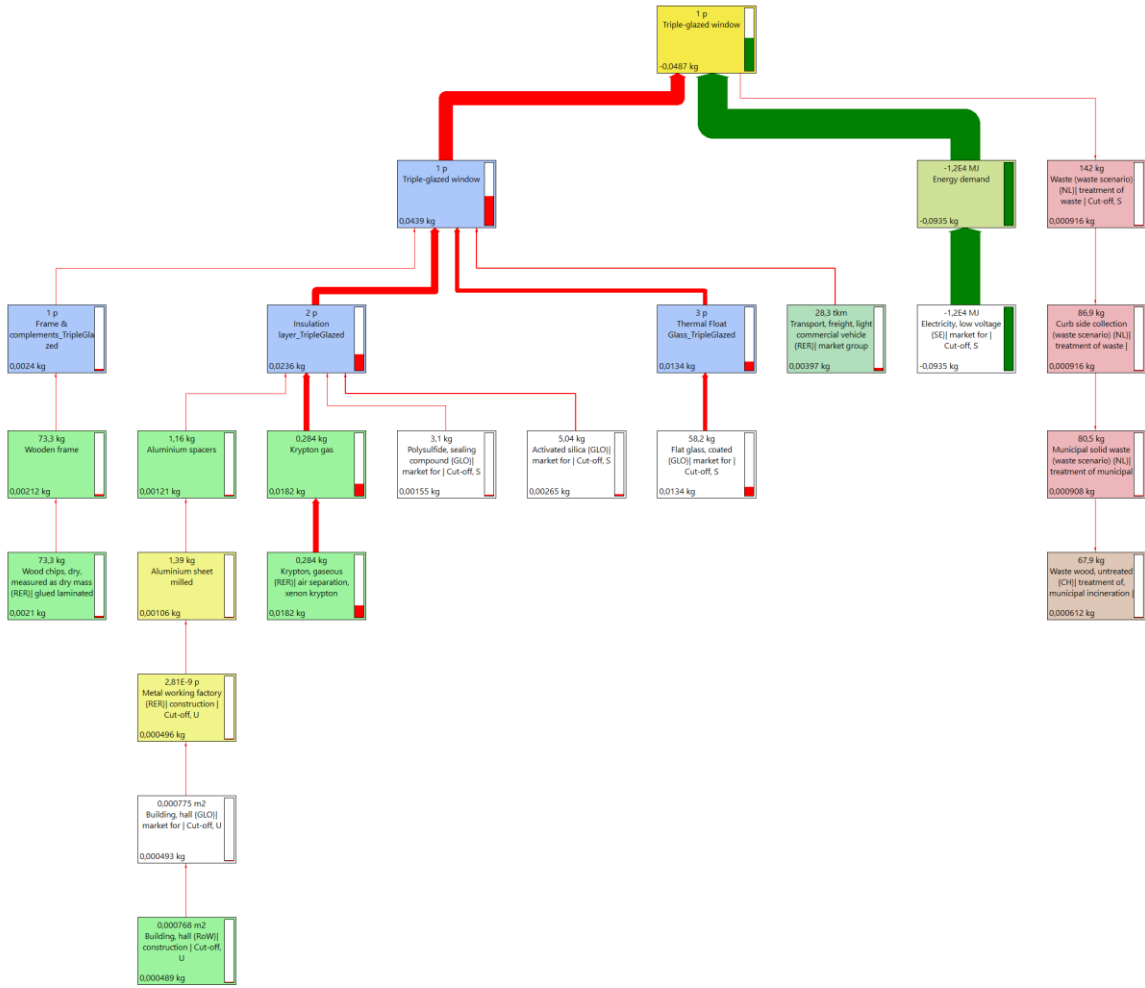 1 p
Triple-glazed window
-0,0487 kg
1 p
Triple-glazed window
0,0439 kg
-1,2E4 MJ
Energy demand
-0,0935 kg
142 kg
Waste (waste scenario)
{NL}| treatment of
waste | Cut-off, S
0,000916 kg
1 p
Frame &
complements_TripleGla
zed
0,0024 kg
2 p
Insulation
layer_TripleGlazed
0,0236 kg
3 p
Thermal Float
Glass_TripleGlazed
0,0134 kg
28,3 tkm
Transport, freight, light
commercial vehicle
{RER}| market group
0,00397 kg
-1,2E4 MJ
Electricity, low voltage
{SE}| market for |
Cut-off, S
-0,0935 kg
86,9 kg
Curb side collection
(waste scenario) {NL}|
treatment of waste |
0,000916 kg
73,3 kg
Wooden frame
0,00212 kg
1,16 kg
Aluminium spacers
0,00121 kg
0,284 kg
Krypton gas
0,0182 kg
3,1 kg
Polysulfide, sealing
compound {GLO}|
market for | Cut-off, S
0,00155 kg
5,04 kg
Activated silica {GLO}|
market for | Cut-off, S
0,00265 kg
58,2 kg
Flat glass, coated
{GLO}| market for |
Cut-off, S
0,0134 kg
80,5 kg
Municipal solid waste
(waste scenario) {NL}|
treatment of municipal
0,000908 kg
73,3 kg
Wood chips, dry,
measured as dry mass
{RER}| glued laminated
0,0021 kg
1,39 kg
Aluminium sheet
milled
0,00106 kg
0,284 kg
Krypton, gaseous
{RER}| air separation,
xenon krypton
0,0182 kg
67,9 kg
Waste wood, untreated
{CH}| treatment of,
municipal incineration |
0,000612 kg
2,81E-9 p
Metal working factory
{RER}| construction |
Cut-off, U
0,000496 kg
0,000775 m2
Building, hall {GLO}|
market for | Cut-off, U
0,000493 kg
0,000768 m2
Building, hall {RoW}|
construction | Cut-off,
U
0,000489 kg